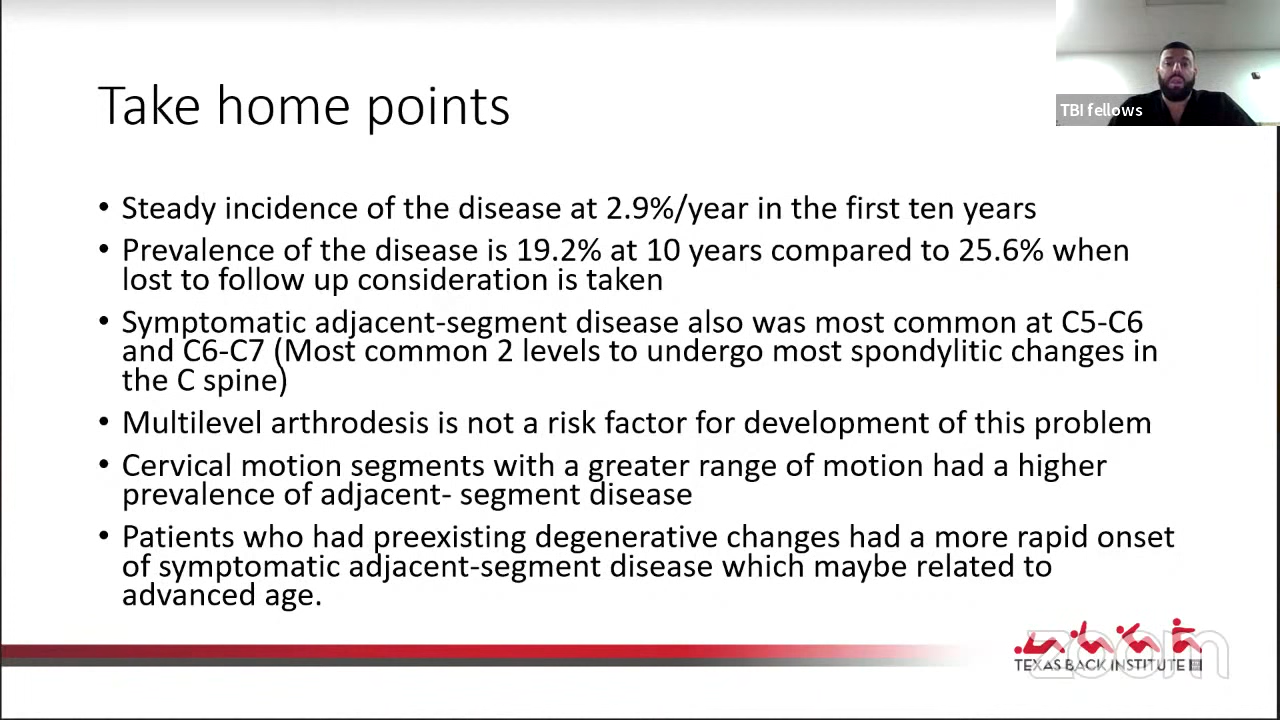 TBI fellows
Take home points
• Steady incidence of the disease at 2.9%/year in the first ten years
• Prevalence of the disease is 19.2% at 10 years compared to 25.6% when
lost to follow up consideration is taken
• Symptomatic adjacent-segment disease also was most common at C5-C6
and C6-C7 (Most common 2 levels to undergo most spondylitic changes in
the C spine)
• Multilevel arthrodesis is not a risk factor for development of this problem
• Cervical motion segments with a greater range of motion had a higher
prevalence of adjacent- segment disease
• Patients who had preexisting degenerative changes had a more rapid onset
of symptomatic adjacent-segment disease which maybe related to
advanced age.
zoom
TEXAS BACK INSTITUTE